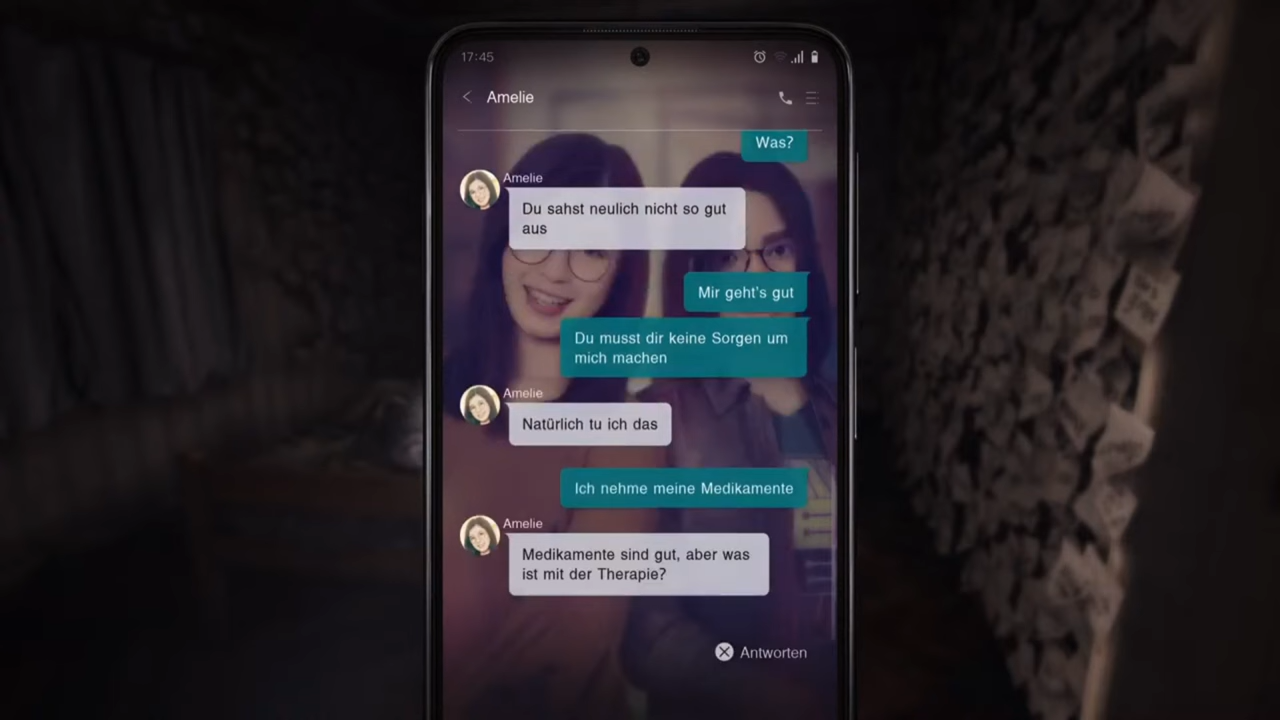 17:45
Amelie
Was?
Amelie
Du sahst neulich nicht so gut
aus
Mir geht's gut
Du musst dir keine Sorgen um
mich machen
Amelie
Natürlich tu ich das
Ich nehme meine Medikamente
Amelie
Medikamente sind gut, aber was
ist mit der Therapie?
Antworten